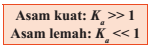 Asam kuat: Kₐ >> 1
Asam lemah: Kₐ << 1